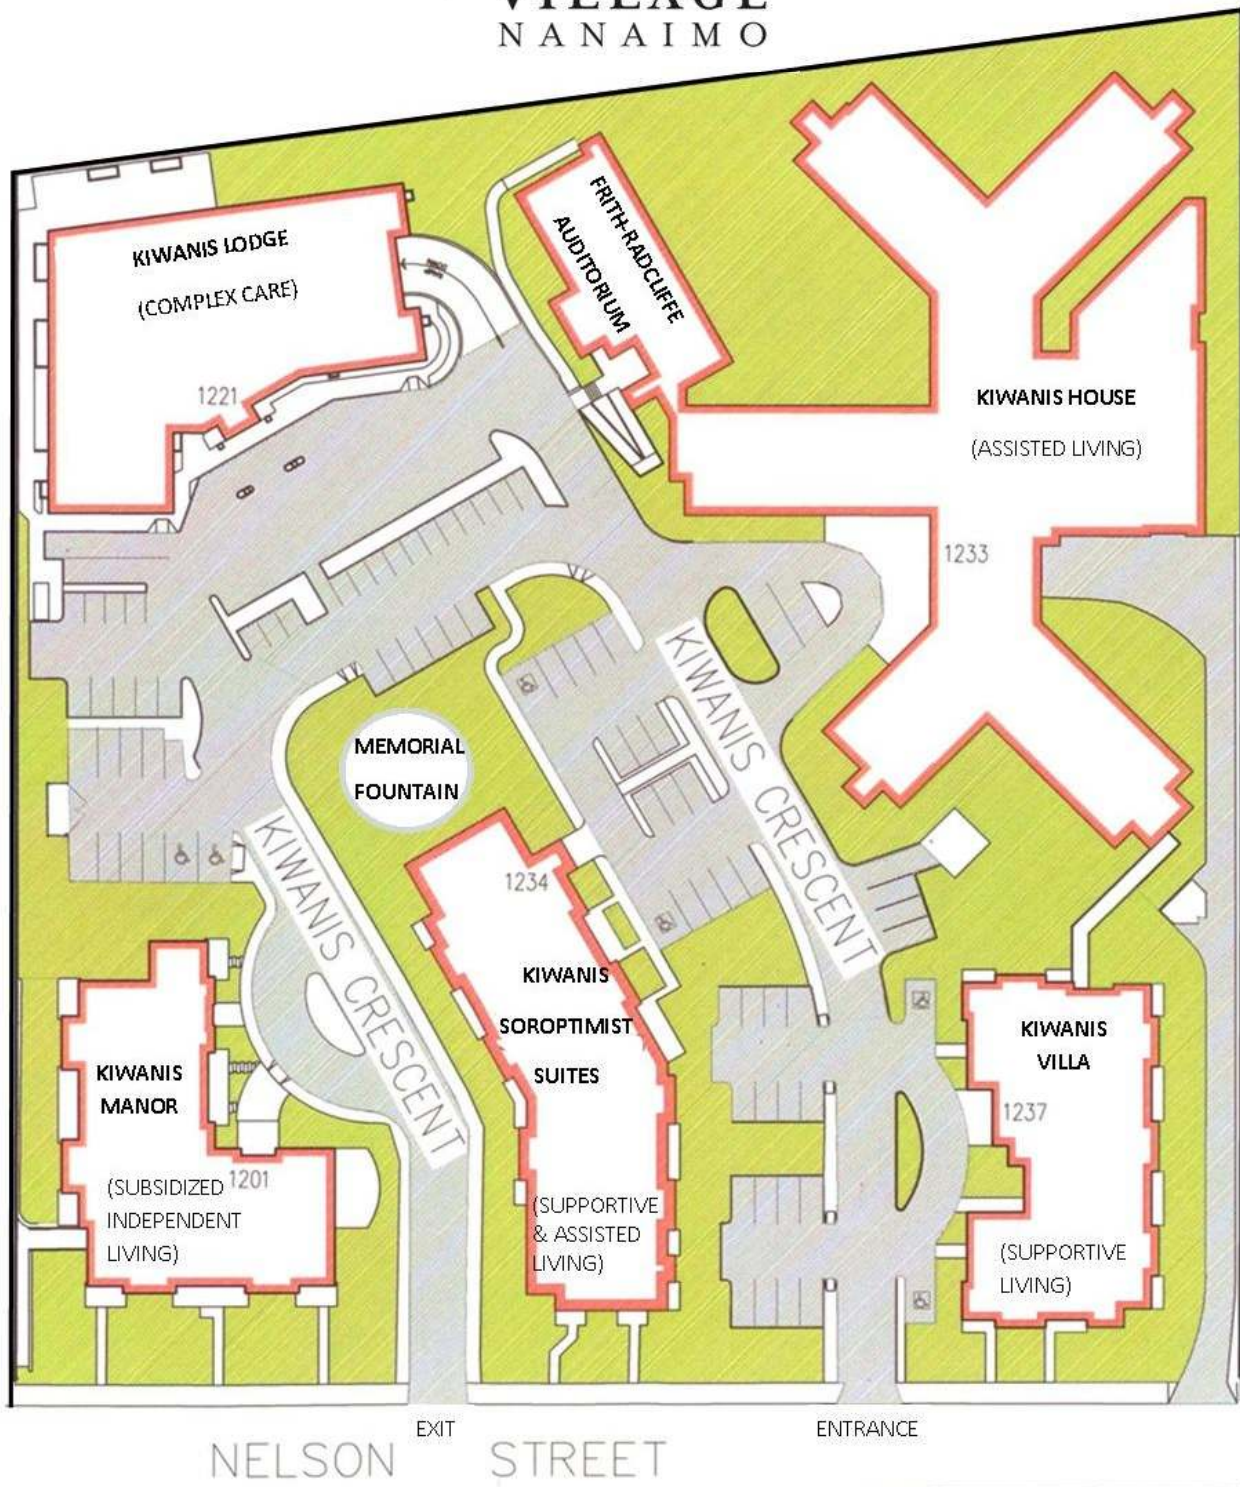 VILLAGE
NANAIMO
KIWANIS LODGE
(COMPLEX CARE)
1221
FRITH-RADCLIFFE
AUDITORIUM
KIWANIS HOUSE
(ASSISTED LIVING)
1233
KIWANIS CRESCENT
MEMORIAL
FOUNTAIN
KIWANIS CRESCENT
1234
KIWANIS
SOROPTIMIST
SUITES
(SUPPORTIVE
& ASSISTED
LIVING)
KIWANIS
MANOR
1201
(SUBSIDIZED
INDEPENDENT
LIVING)
KIWANIS
VILLA
1237
(SUPPORTIVE
LIVING)
EXIT
ENTRANCE
NELSON STREET